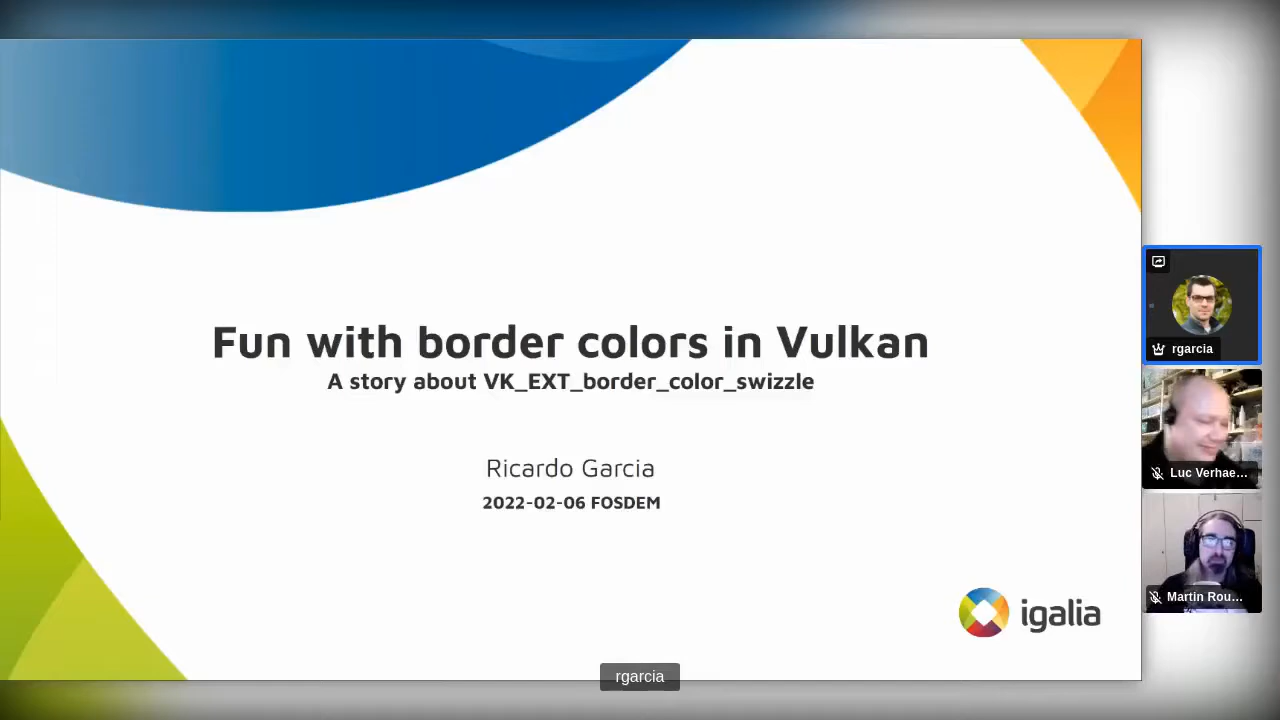 Fun with border colors in Vulkan
A story about VK_EXT_border_color_swizzle
Ricardo Garcia
2022-02-06 FOSDEM
igalia
rgarcia
Luc Verhae...
Martin Rou...
rgarcia